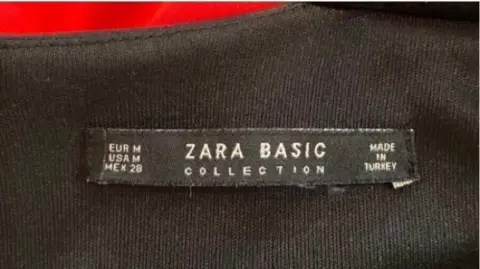 EUR M
USA M
MEX 28
ZARA BASIC
COLLECTION
MADE
IN
TURKEY